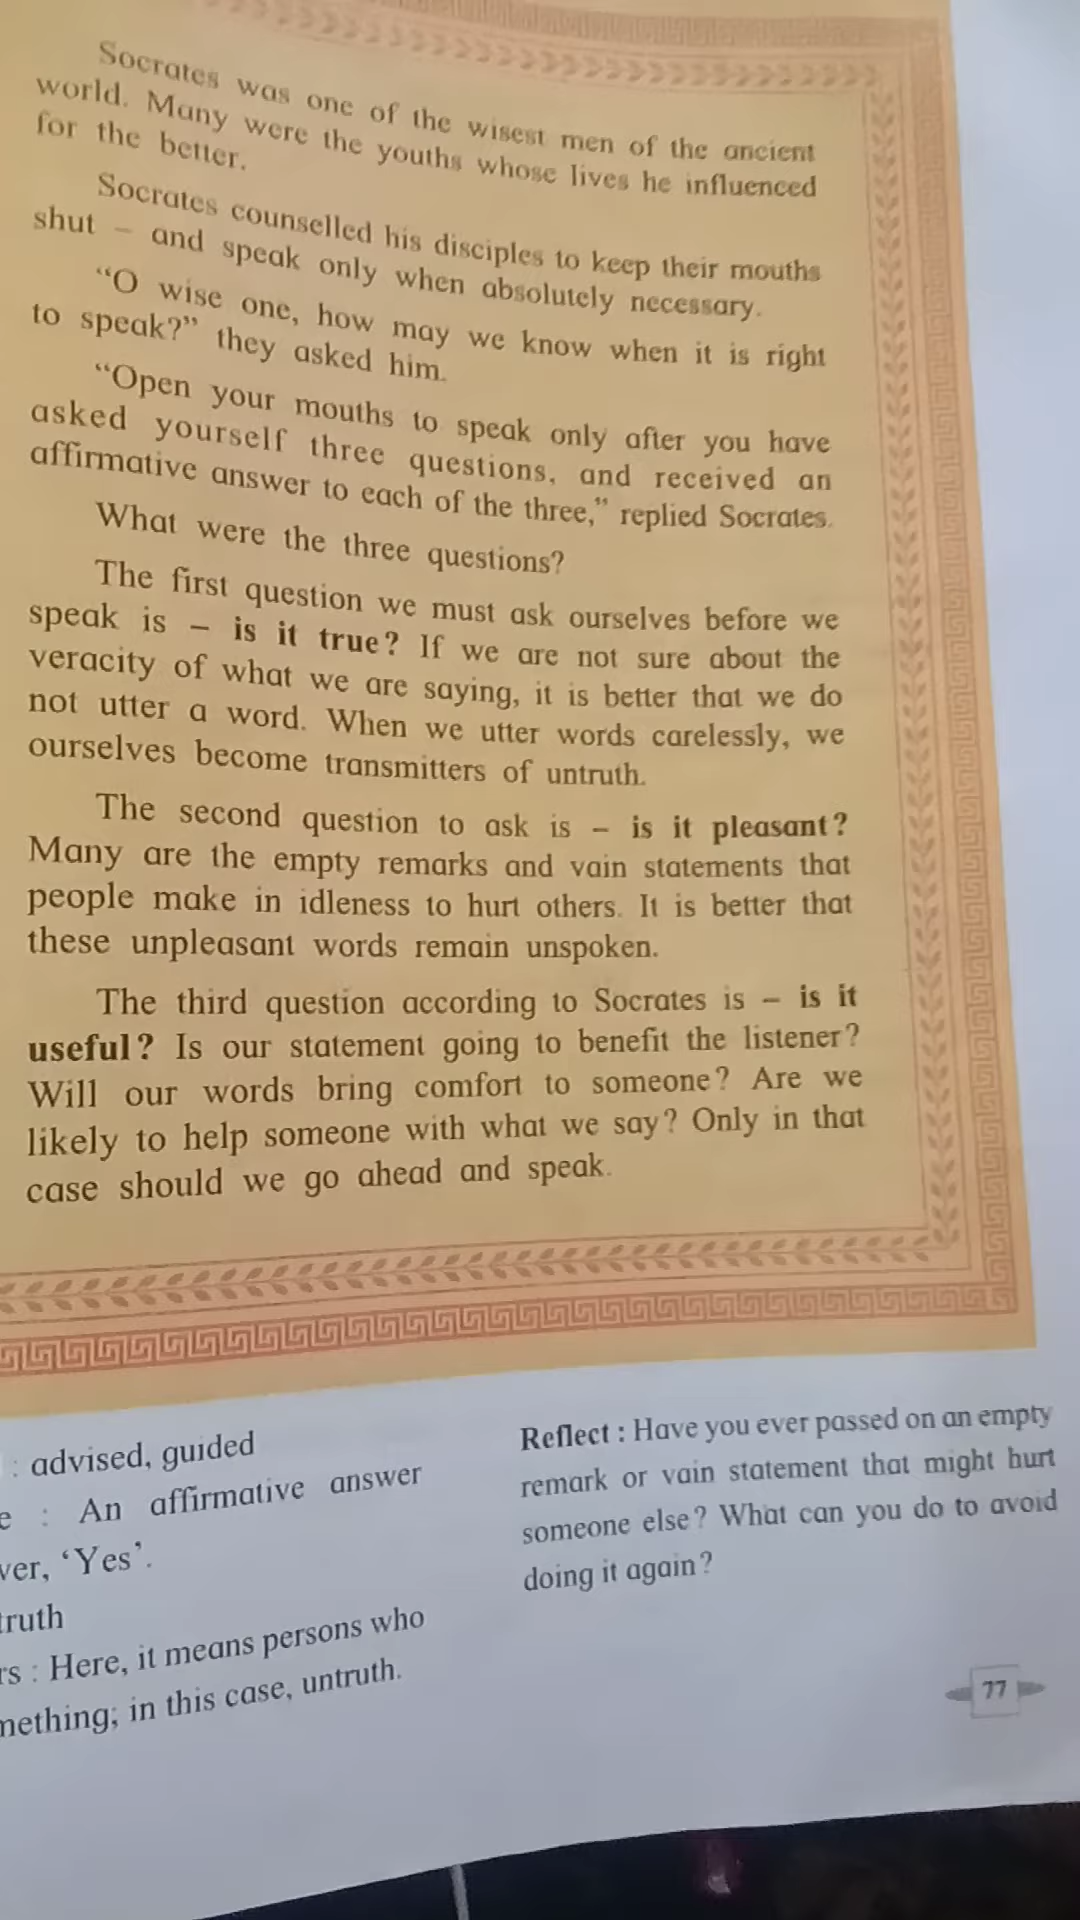 Socrates was one of the wisest men of the ancient
world. Many were the youths whose lives he influenced
for the better.
Socrates counselled his disciples to keep their mouths
shut – and speak only when absolutely necessary.
“O wise one, how may we know when it is right
to speak?” they asked him.
“Open your mouths to speak only after you have
asked yourself three questions, and received an
affirmative answer to each of the three,” replied Socrates.
What were the three questions?
The first question we must ask ourselves before we
speak is – is it true? If we are not sure about the
veracity of what we are saying, it is better that we do
not utter a word. When we utter words carelessly, we
ourselves become transmitters of untruth.
The second question to ask is – is it pleasant?
Many are the empty remarks and vain statements that
people make in idleness to hurt others. It is better that
these unpleasant words remain unspoken.
The third question according to Socrates is – is it
useful? Is our statement going to benefit the listener?
Will our words bring comfort to someone? Are we
likely to help someone with what we say? Only in that
case should we go ahead and speak.
: advised, guided
e : An affirmative answer
ver, ‘Yes’.
truth
rs : Here, it means persons who
mething; in this case, untruth.
Reflect : Have you ever passed on an empty
remark or vain statement that might hurt
someone else? What can you do to avoid
doing it again?
77